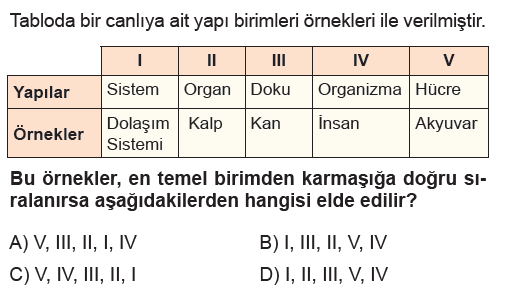 Tabloda bir canlıya ait yapı birimleri örnekleri ile verilmiştir.
I II III IV V
Yapılar Sistem Organ Doku Organizma Hücre
Örnekler Dolaşım Sistemi Kalp Kan İnsan Akyuvar
Bu örnekler, en temel birimden karmaşığa doğru sı-
ralanırsa aşağıdakilerden hangisi elde edilir?
A) V, III, II, I, IV B) I, III, II, V, IV
C) V, IV, III, II, I D) I, II, III, V, IV